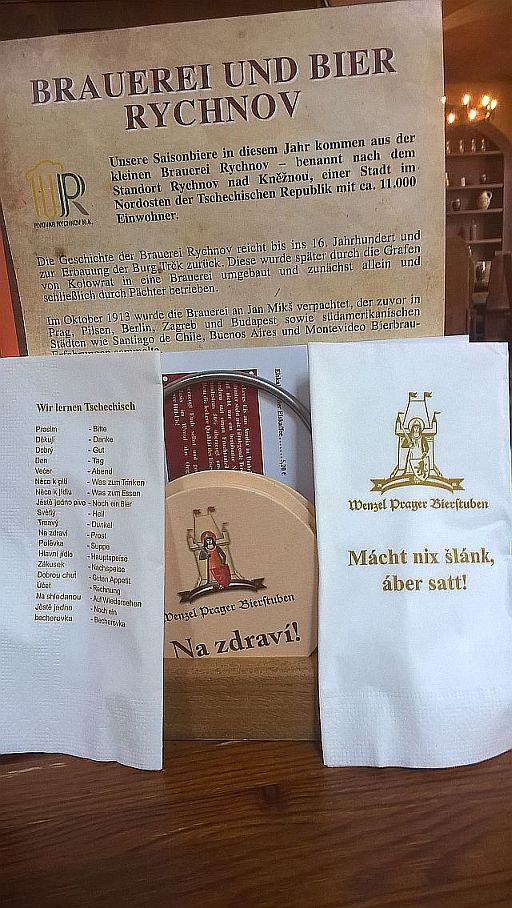 BRAUEREI UND BIER
RYCHNOV
Unsere Saisonbiere in diesem Jahr kommen aus der
kleinen Brauerei Rychnov – benannt nach dem
Standort Rychnov nad Kněžnou, einer Stadt im
Nordosten der Tschechischen Republik mit ca. 11.000
Einwohner.
PIVOVAR RYCHNOV N.K.
Die Geschichte der Brauerei Rychnov reicht bis ins 16. Jahrhundert und
zur Erbauung der Burg Trčk zurück. Diese wurde später durch die Grafen
von Kolowrat in eine Brauerei umgebaut und zunächst allein und
schließlich durch Pächter betrieben.
Im Oktober 1913 wurde die Brauerei an Jan Mikš verpachtet, der zuvor in
Prag, Pilsen, Berlin, Zagreb und Budapest sowie südamerikanischen
Städten wie Santiago de Chile, Buenos Aires und Montevideo Bierbrau-
Erfahrungen sammelte.
Wir lernen Tschechisch
Prosim - Bitte
Děkuji - Danke
Dobrý - Gut
Den - Tag
Večer - Abend
Něco k pití - Was zum Trinken
Něco k jídlu - Was zum Essen
Jěstě jedno pivo - Noch ein Bier
Světlý - Hell
Tmavý - Dunkel
Na zdraví - Prost
Polévka - Suppe
Hlavní jídlo - Hauptspeise
Zákusek - Nachspeise
Dobrou chuť - Guten Appetit
Účet - Rechnung
Na shledanou - Auf Wiedersehen
Jěstě jedno - Noch ein
becherovka - Becherovka
Wenzel Prager Bierstuben
Na zdraví!
Wenzel Prager Bierstuben
Mácht nix šlánk,
áber satt!